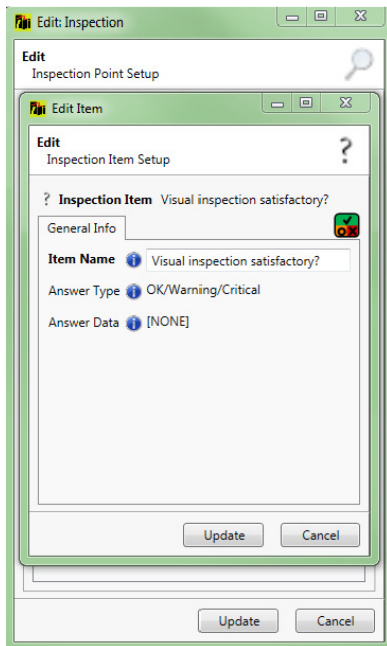 Edit: Inspection
Edit
Inspection Point Setup
Edit Item
Edit
Inspection Item Setup
? Inspection Item Visual inspection satisfactory?
General Info
OK
Item Name Visual inspection satisfactory?
Answer Type OK/Warning/Critical
Answer Data [NONE]
Update Cancel
Update Cancel